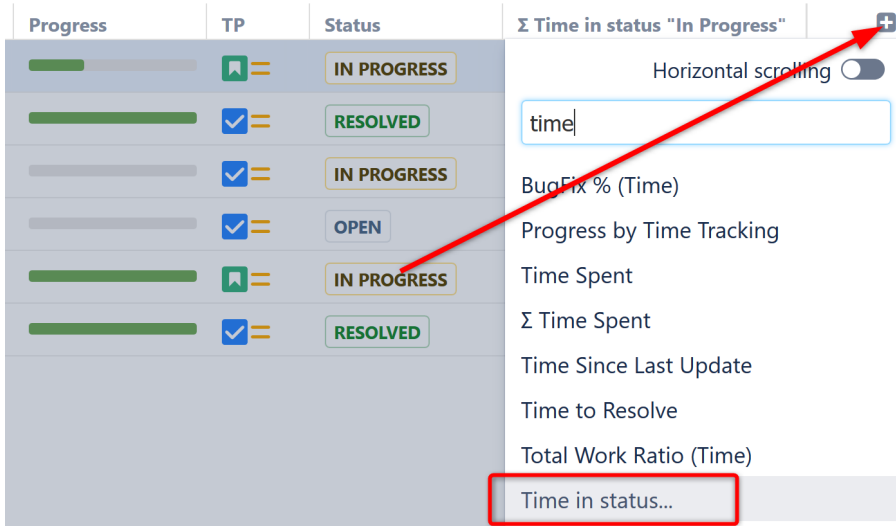 Progress TP Status Σ Time in status "In Progress"
Horizontal scrolling
IN PROGRESS
time
RESOLVED
IN PROGRESS
BugFix % (Time)
OPEN
Progress by Time Tracking
IN PROGRESS
Time Spent
Σ Time Spent
RESOLVED
Time Since Last Update
Time to Resolve
Total Work Ratio (Time)
Time in status...